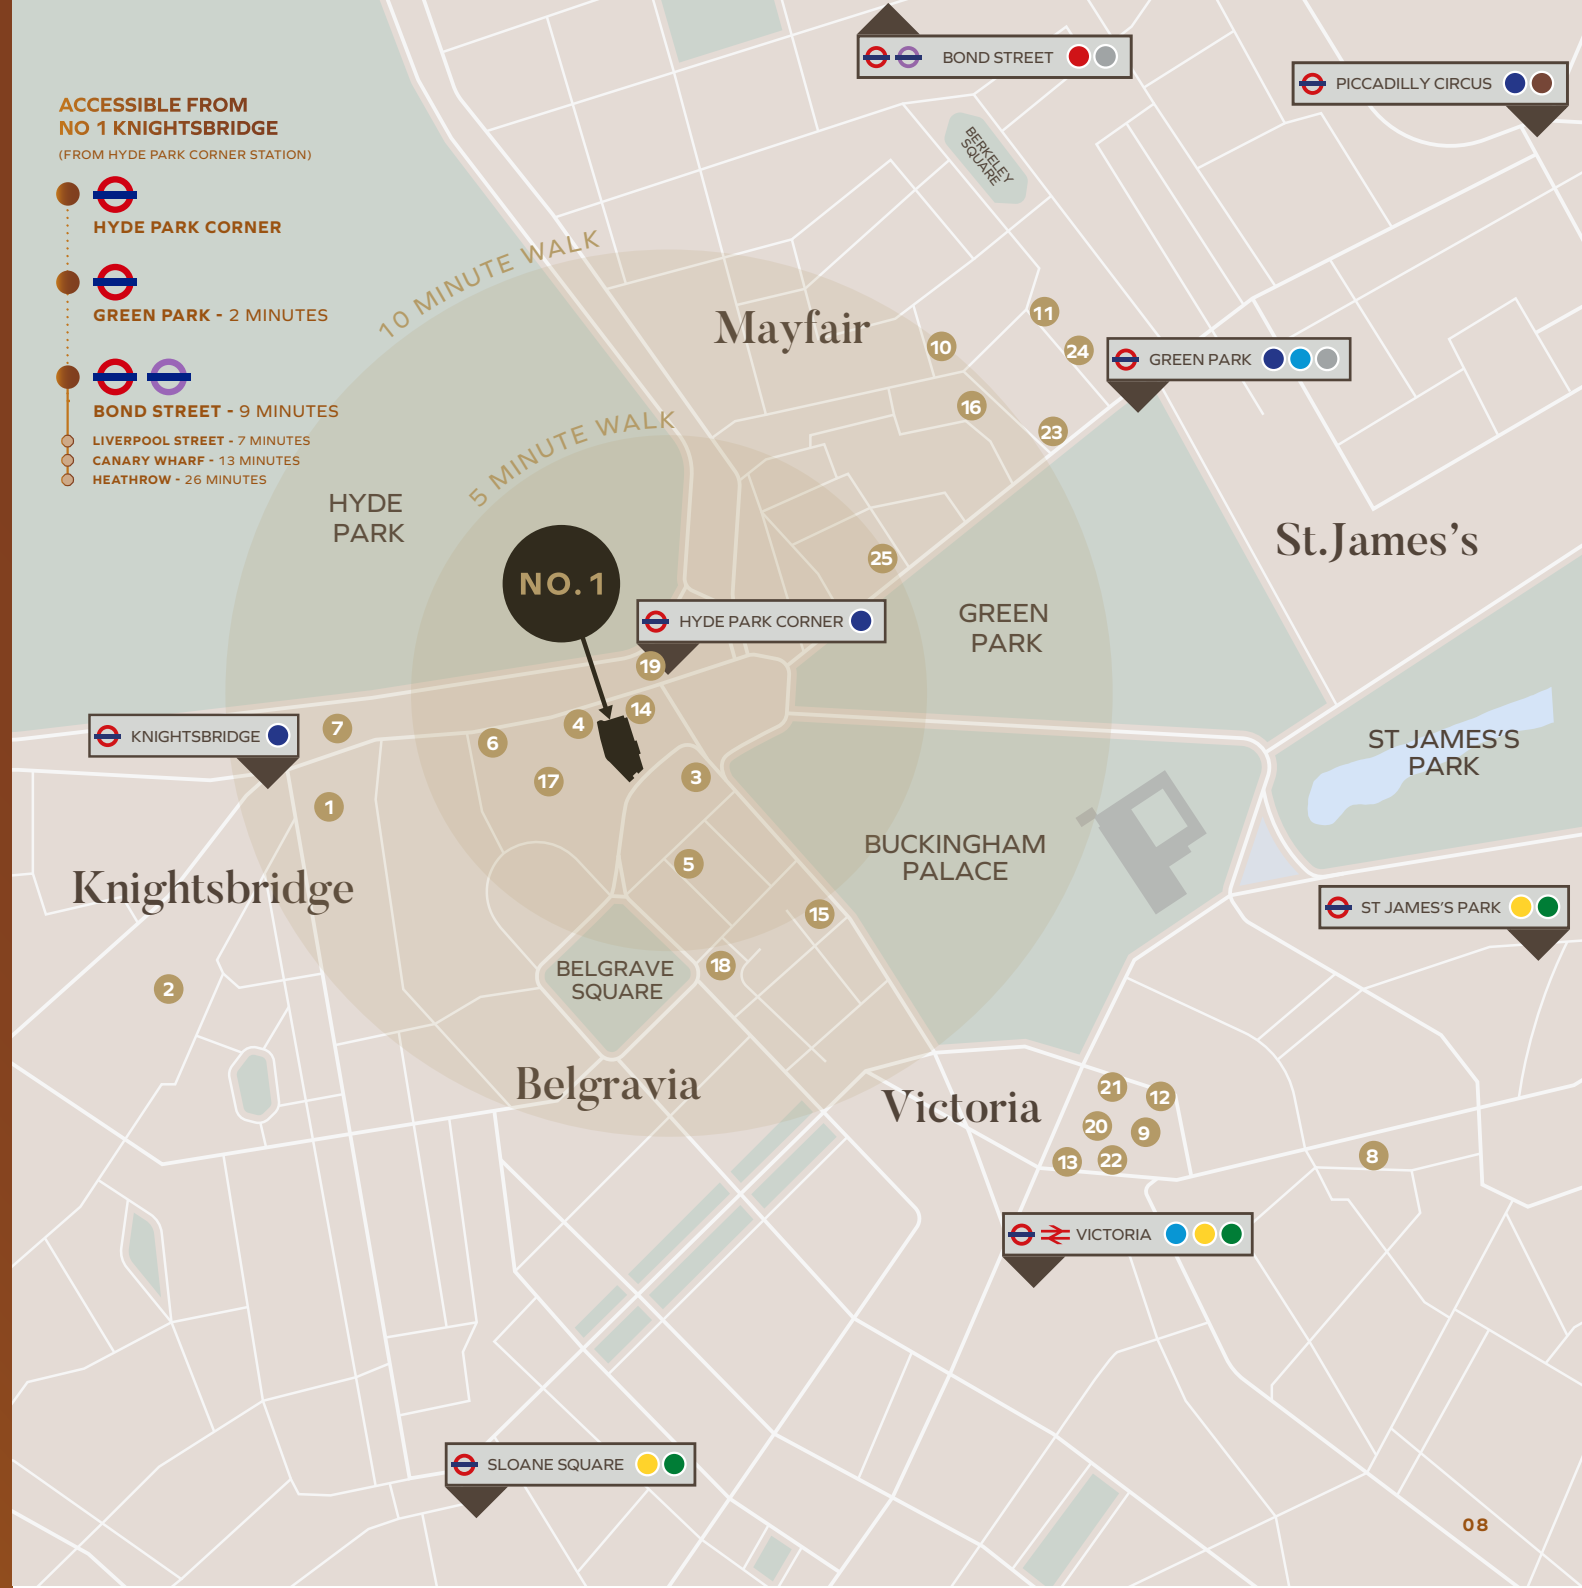 BOND STREET
PICCADILLY CIRCUS
ACCESSIBLE FROM
NO 1 KNIGHTSBRIDGE
(FROM HYDE PARK CORNER STATION)
HYDE PARK CORNER
GREEN PARK - 2 MINUTES
BOND STREET - 9 MINUTES
LIVERPOOL STREET - 7 MINUTES
CANARY WHARF - 13 MINUTES
HEATHROW - 26 MINUTES
BERKELEY
SQUARE
10 MINUTE WALK
5 MINUTE WALK
Mayfair
11
10
24
GREEN PARK
16
23
HYDE
PARK
St.James's
25
NO.1
HYDE PARK CORNER
GREEN
PARK
19
14
4
7
6
KNIGHTSBRIDGE
17
3
1
ST JAMES'S
PARK
BUCKINGHAM
PALACE
5
Knightsbridge
15
ST JAMES'S PARK
18
BELGRAVE
SQUARE
2
Belgravia
Victoria
21
12
20
9
13
22
8
VICTORIA
SLOANE SQUARE
08